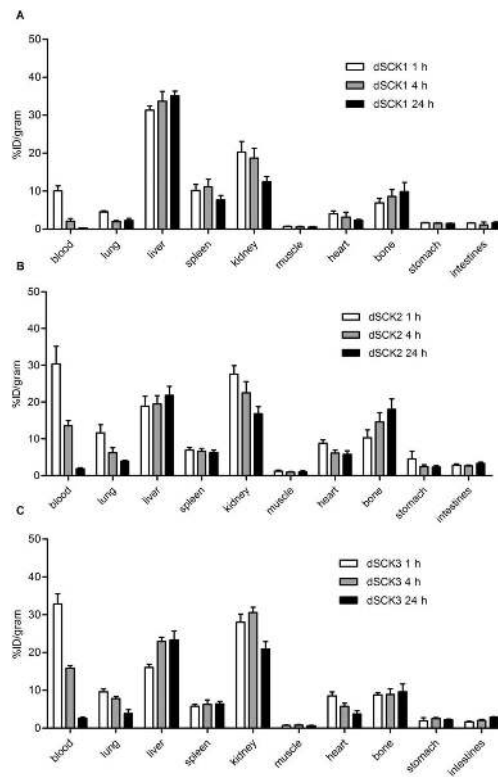 A
dSCK1 1 h
dSCK1 4 h
dSCK1 24 h
%ID/gram
50
40
30
20
10
0
blood
lung
liver
spleen
kidney
muscle
heart
bone
stomach
intestines
B
dSCK2 1 h
dSCK2 4 h
dSCK2 24 h
%ID/gram
50
40
30
20
10
0
blood
lung
liver
spleen
kidney
muscle
heart
bone
stomach
intestines
C
dSCK3 1 h
dSCK3 4 h
dSCK3 24 h
%ID/gram
50
40
30
20
10
0
blood
lung
liver
spleen
kidney
muscle
heart
bone
stomach
intestines